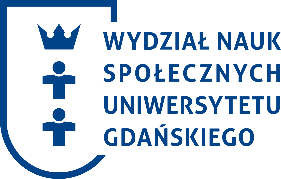 WYDZIAŁ NAUK
SPOŁECZNYCH
UNIWERSYTETU
GDAŃSKIEGO